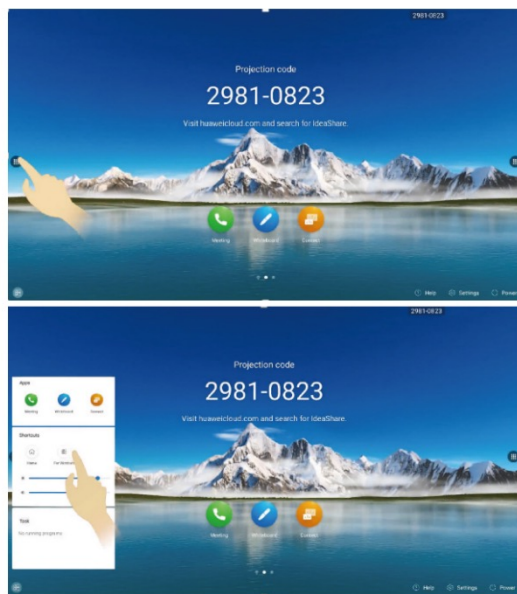 2981-0823
Projection code
2981-0823
Visit huaweicloud.com and search for IdeaShare.
Meeting
Whiteboard
Connect
Help
Settings
Power
2981-0823
Projection code
2981-0823
Visit huaweicloud.com and search for IdeaShare.
Apps
Meeting
Whiteboard
Connect
Shortcuts
Task
No running programs
Meeting
Whiteboard
Connect
Help
Settings
Power